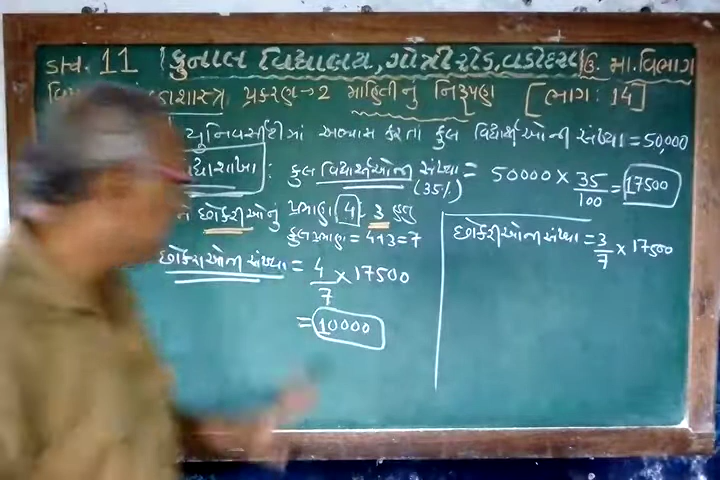 ધોરણ. 11 | કુનાલ વિદ્યાલય, ગોત્રી રોડ, વડોદરા ઉ. મા. વિભાગ
ડાશાસ્ત્ર પ્રકરણ → 2 માહિતીનું નિરૂપણ [ભાગ : 14]
યુનિવર્સીટીમાં અભ્યાસ કરતા કુલ વિદ્યાર્થીઓની સંખ્યા = 50,000
કુલ વિદ્યાર્થીઓની સંખ્યા = 50000 × 35/100 = 17500
(35%)
છોકરીઓનું પ્રમાણ 4 : 3 હતુ
કુલ પ્રમાણ = 4+3 = 7
છોકરાઓની સંખ્યા = 4/7 × 17500
= 10000
છોકરીઓની સંખ્યા = 3/7 × 17500